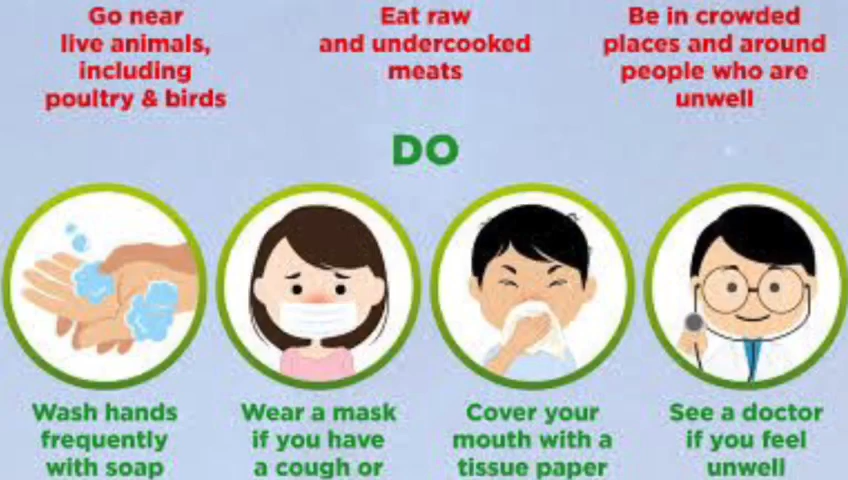 Go near
live animals,
including
poultry & birds
Eat raw
and undercooked
meats
Be in crowded
places and around
people who are
unwell
DO
Wash hands
frequently
with soap
Wear a mask
if you have
a cough or
Cover your
mouth with a
tissue paper
See a doctor
if you feel
unwell